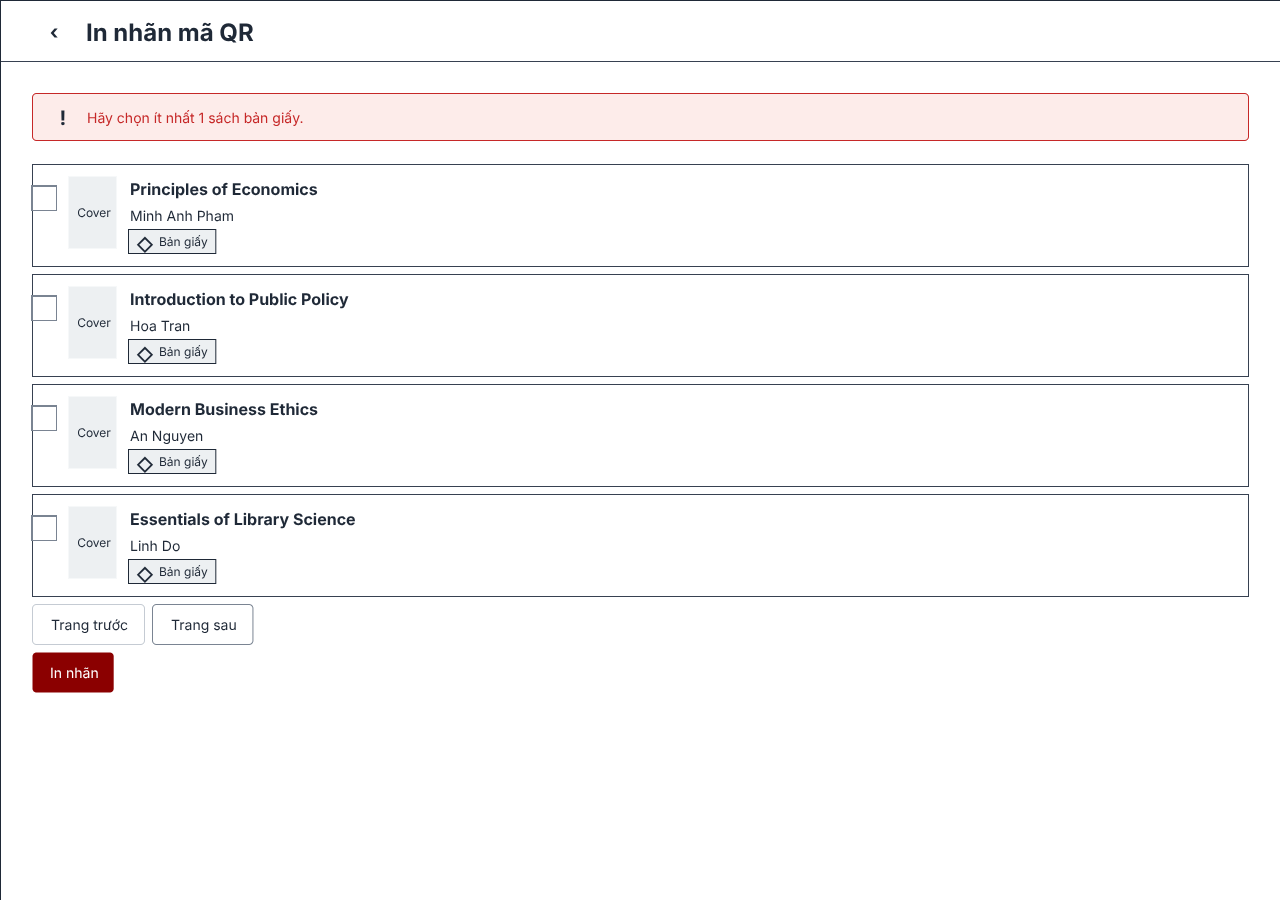 ‹ In nhãn mã QR
! Hãy chọn ít nhất 1 sách bản giấy.
Cover
Principles of Economics
Minh Anh Pham
Bản giấy
Cover
Introduction to Public Policy
Hoa Tran
Bản giấy
Cover
Modern Business Ethics
An Nguyen
Bản giấy
Cover
Essentials of Library Science
Linh Do
Bản giấy
Trang trước Trang sau
In nhãn